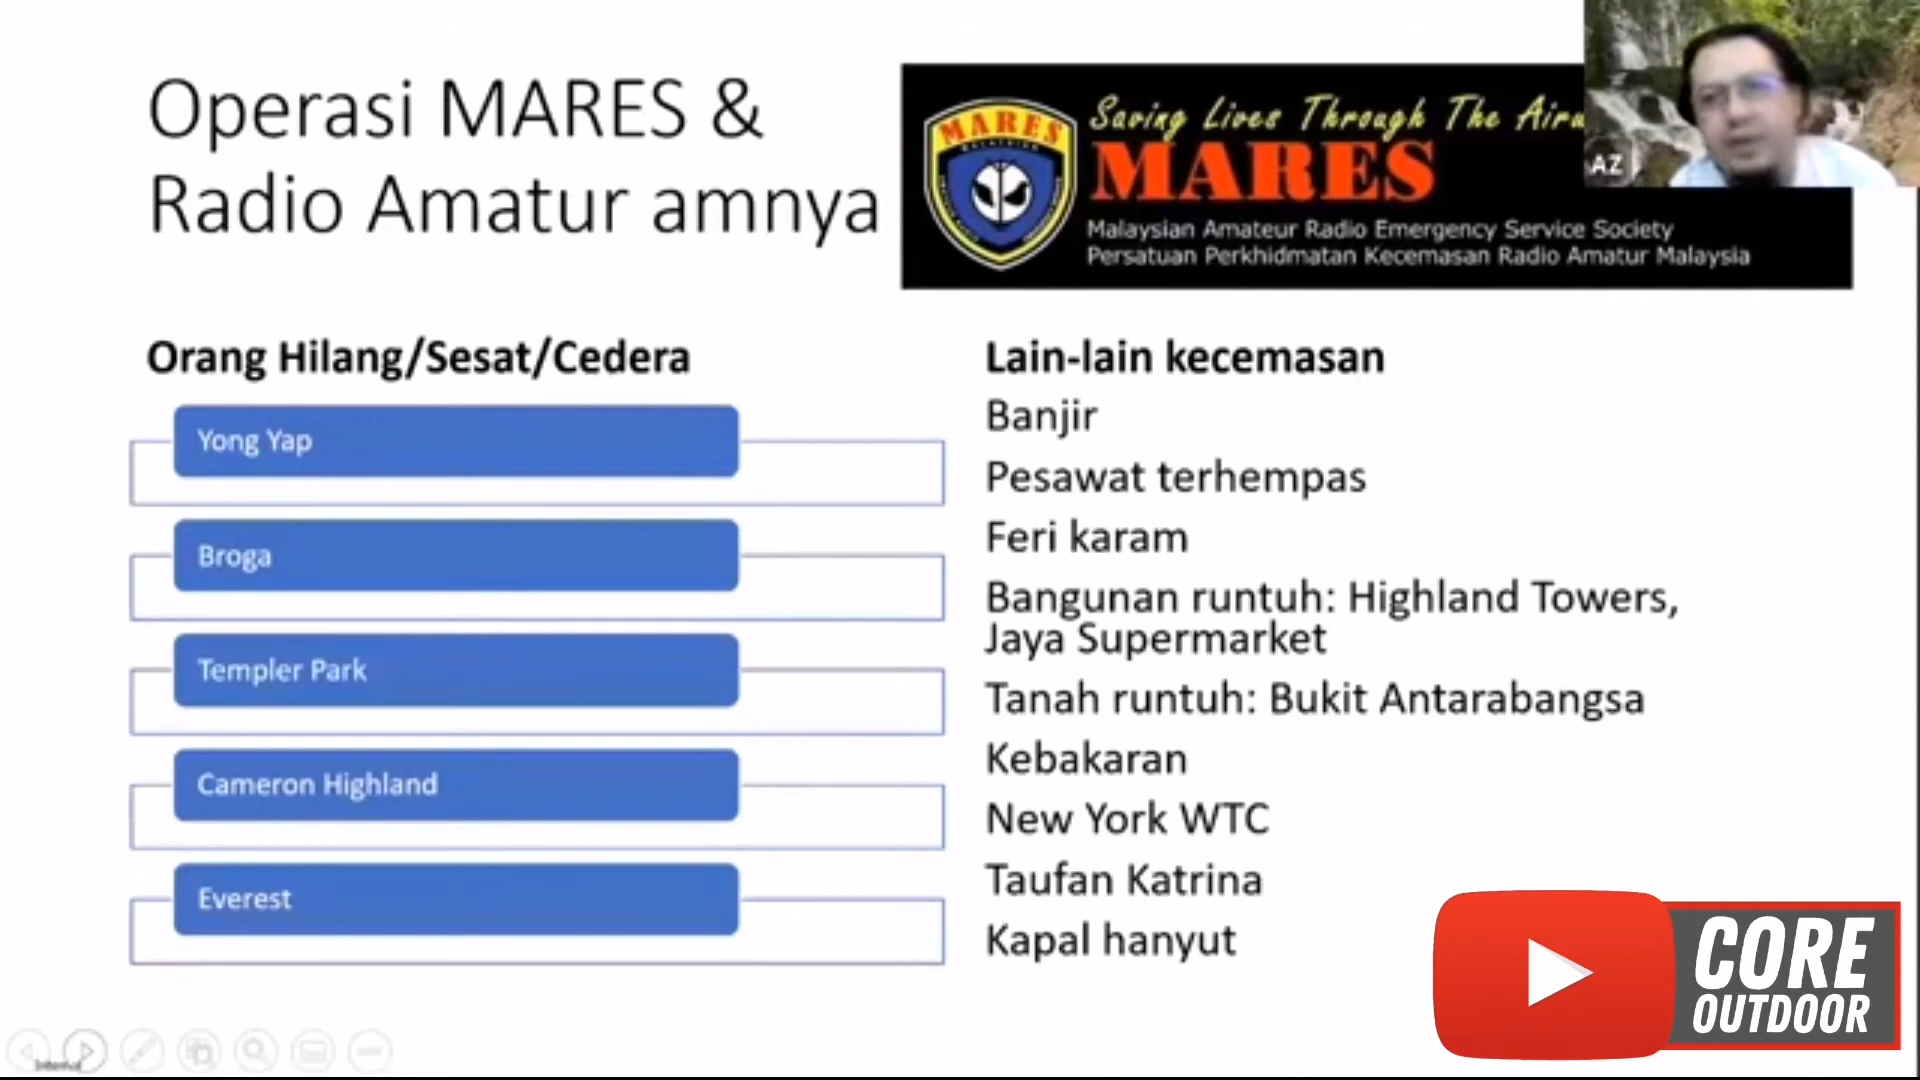 Operasi MARES &
Radio Amatur amnya
MARES
Saving Lives Through The
MARES
Malaysian Amateur Radio Emergency Service Society
Persatuan Perkhidmatan Kecemasan Radio Amatur Malaysia
AZ
Orang Hilang/Sesat/Cedera
Yong Yap
Broga
Templer Park
Cameron Highland
Everest
Lain-lain kecemasan
Banjir
Pesawat terhempas
Feri karam
Bangunan runtuh: Highland Towers,
Jaya Supermarket
Tanah runtuh: Bukit Antarabangsa
Kebakaran
New York WTC
Taufan Katrina
Kapal hanyut
CORE
OUTDOOR
Internal